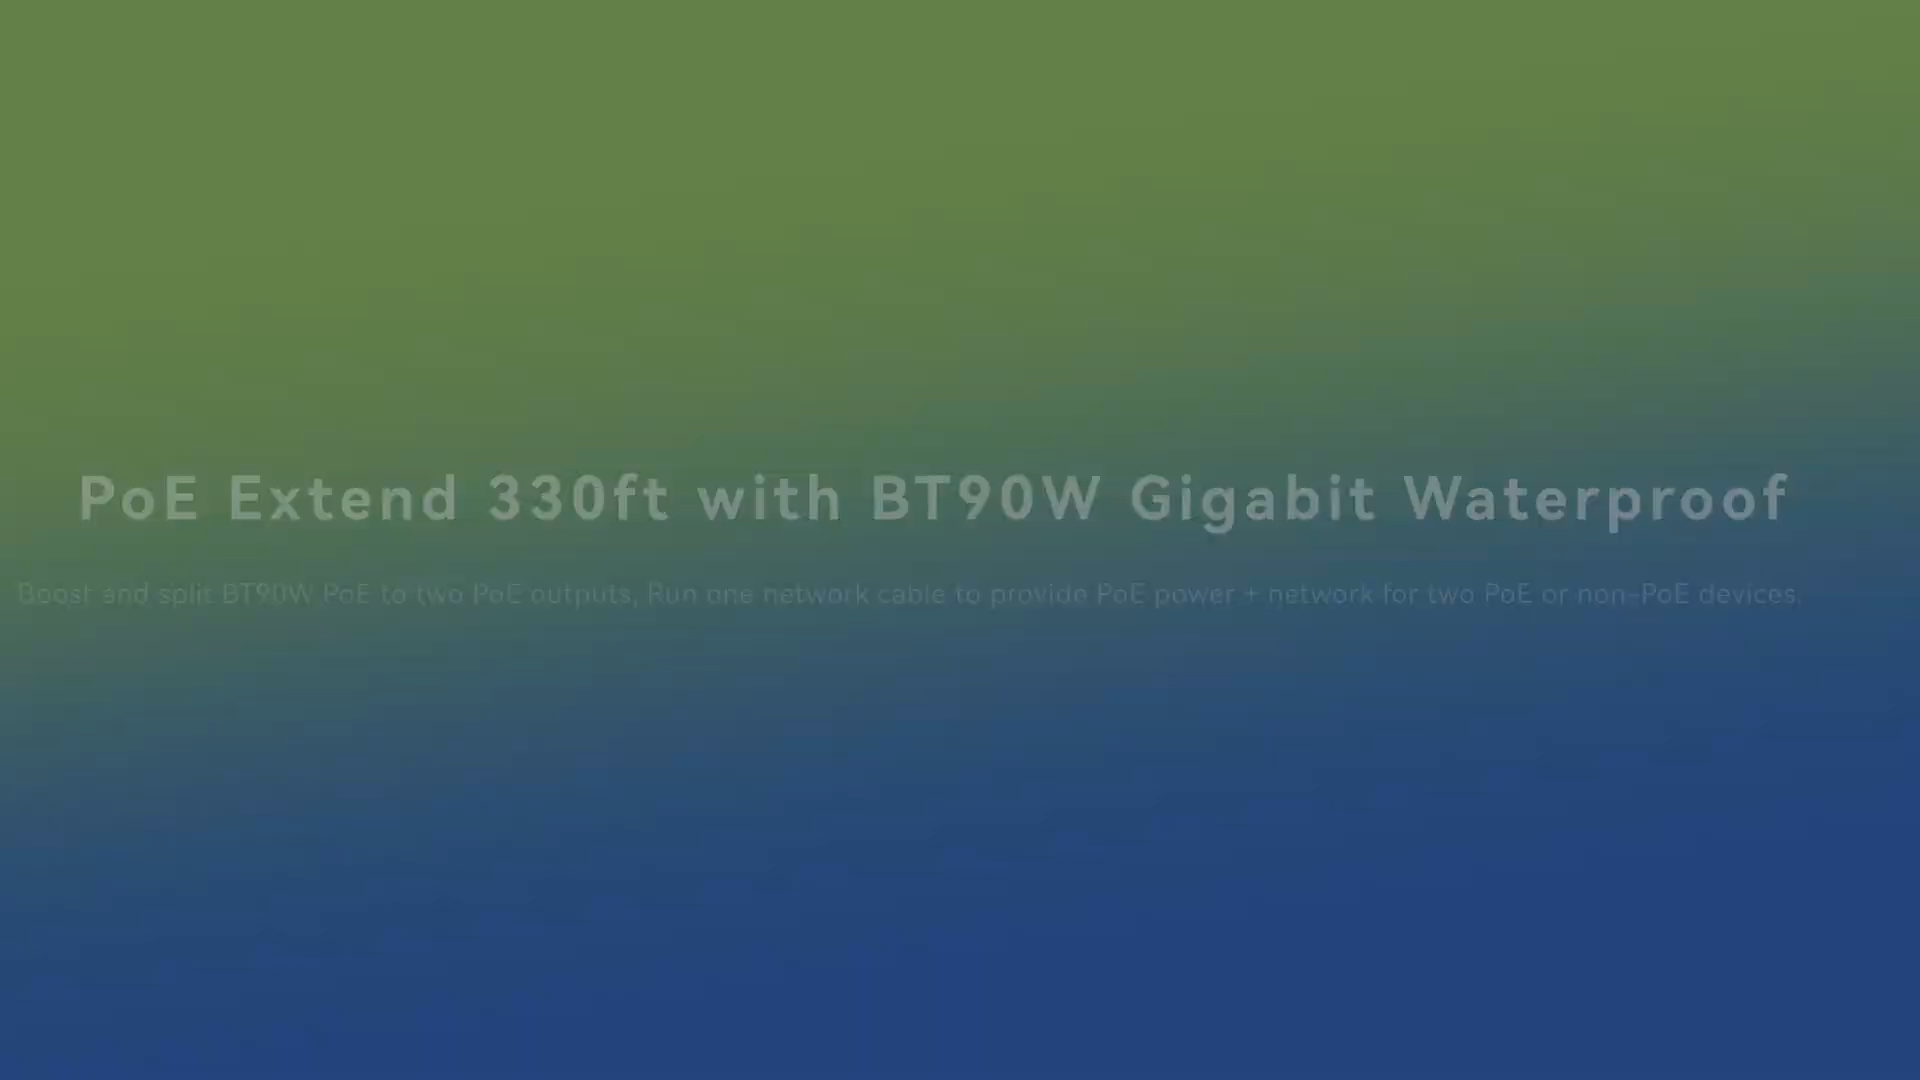 PoE Extend 330ft with BT90W Gigabit Waterproof
Boost and split BT90W PoE to two PoE outputs, Run one network cable to provide PoE power + network for two PoE or non-PoE devices.